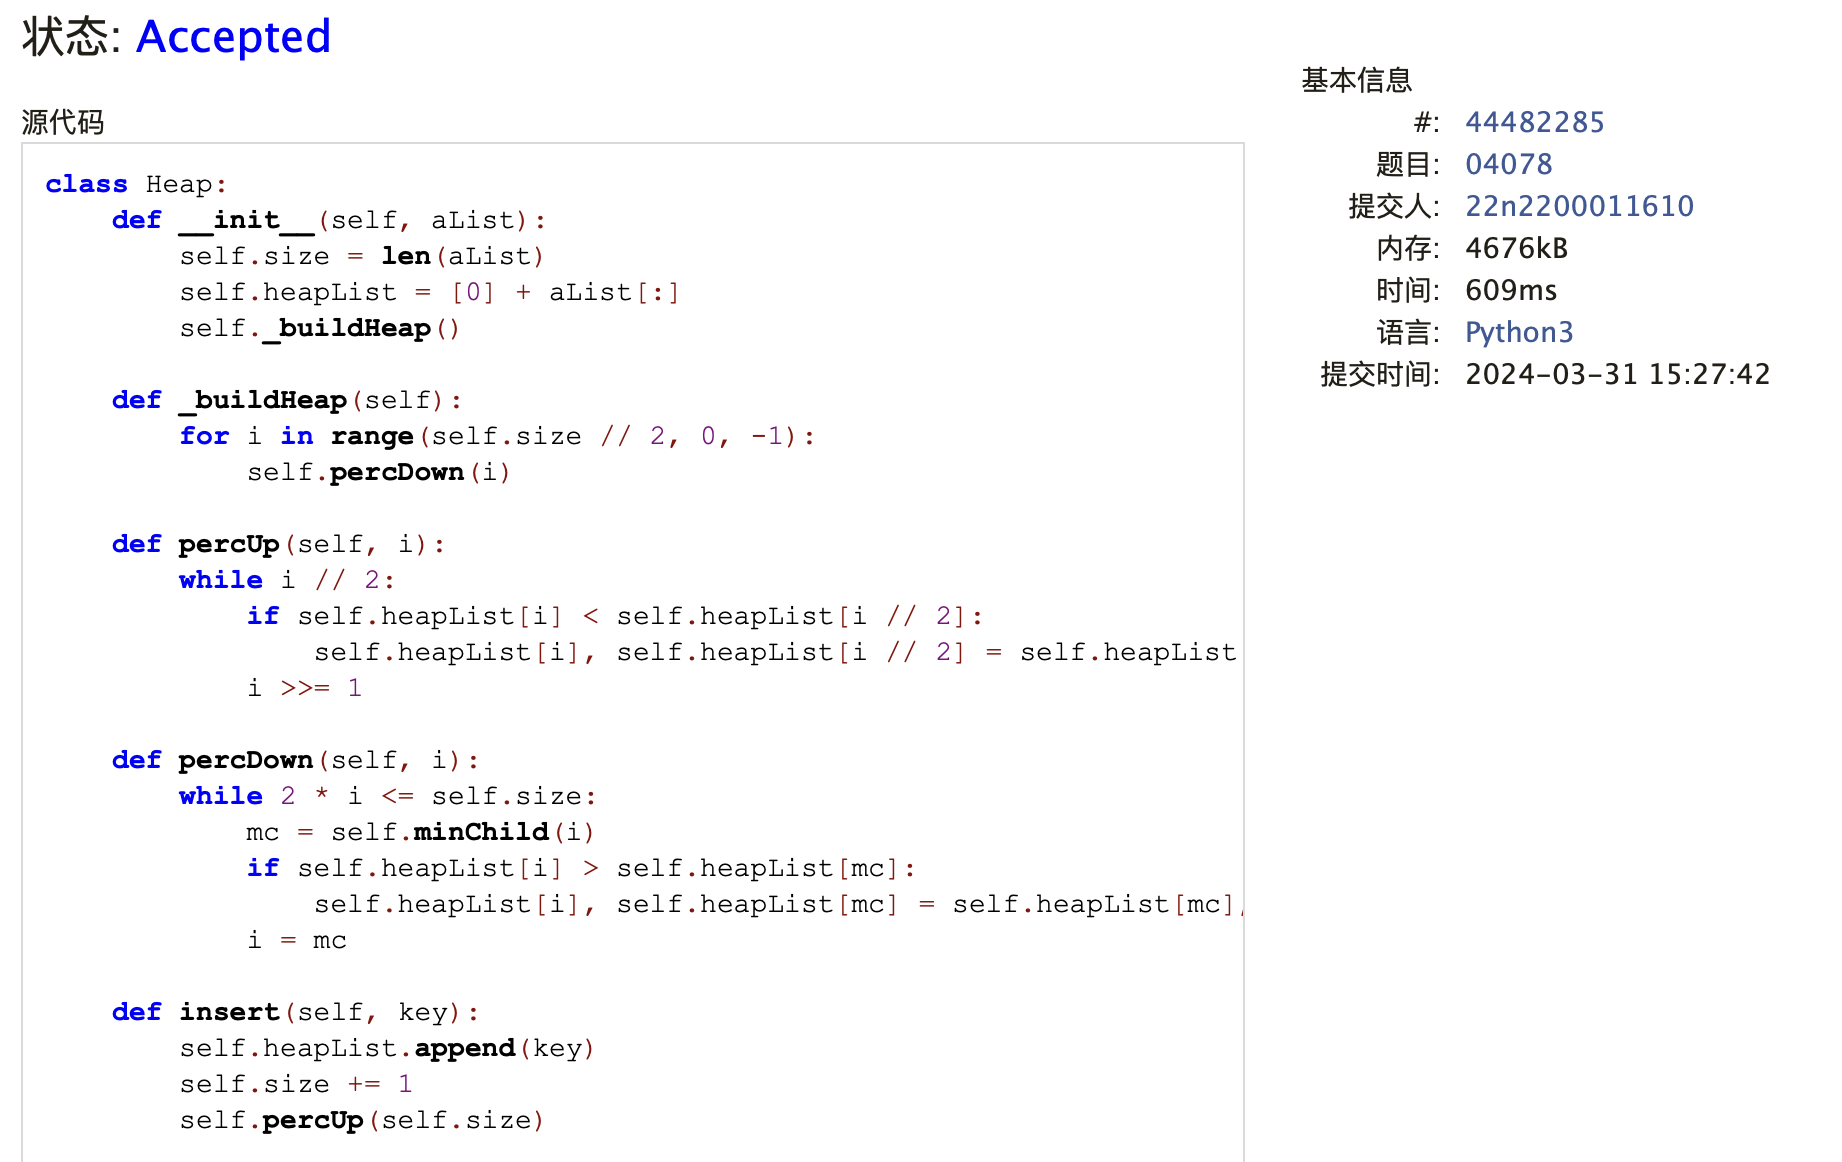 状态: Accepted
源代码
class Heap:
    def __init__(self, aList):
        self.size = len(aList)
        self.heapList = [0] + aList[:]
        self._buildHeap()
    def _buildHeap(self):
        for i in range(self.size // 2, 0, -1):
            self.percDown(i)
    def percUp(self, i):
        while i // 2:
            if self.heapList[i] < self.heapList[i // 2]:
                self.heapList[i], self.heapList[i // 2] = self.heapList
            i >>= 1
    def percDown(self, i):
        while 2 * i <= self.size:
            mc = self.minChild(i)
            if self.heapList[i] > self.heapList[mc]:
                self.heapList[i], self.heapList[mc] = self.heapList[mc],
            i = mc
    def insert(self, key):
        self.heapList.append(key)
        self.size += 1
        self.percUp(self.size)
基本信息
#: 44482285
题目: 04078
提交人: 22n2200011610
内存: 4676kB
时间: 609ms
语言: Python3
提交时间: 2024-03-31 15:27:42